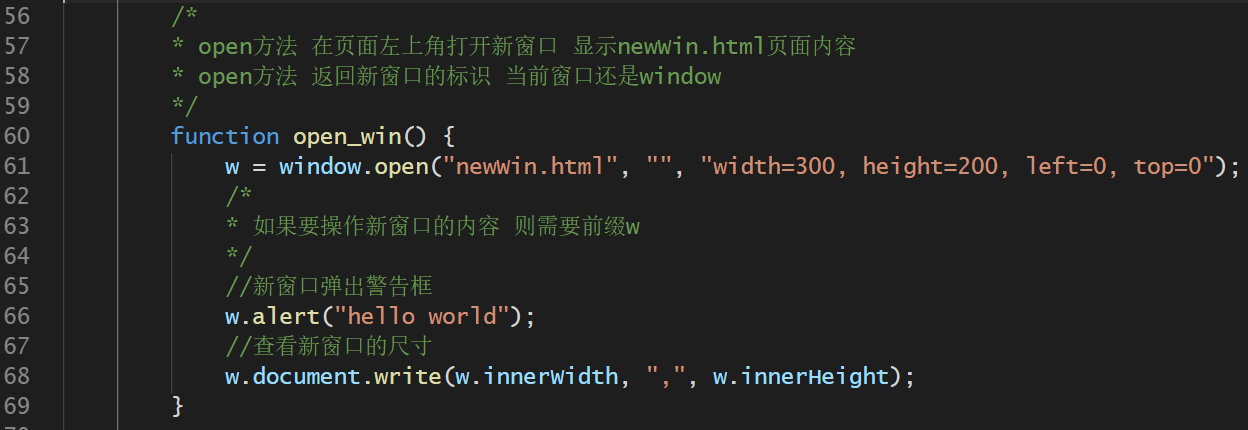 56 /*
57 * open方法 在页面左上角打开新窗口 显示newWin.html页面内容
58 * open方法 返回新窗口的标识 当前窗口还是window
59 */
60 function open_win() {
61 w = window.open("newWin.html", "", "width=300, height=200, left=0, top=0");
62 /*
63 * 如果要操作新窗口的内容 则需要前缀w
64 */
65 //新窗口弹出警告框
66 w.alert("hello world");
67 //查看新窗口的尺寸
68 w.document.write(w.innerWidth, ",", w.innerHeight);
69 }